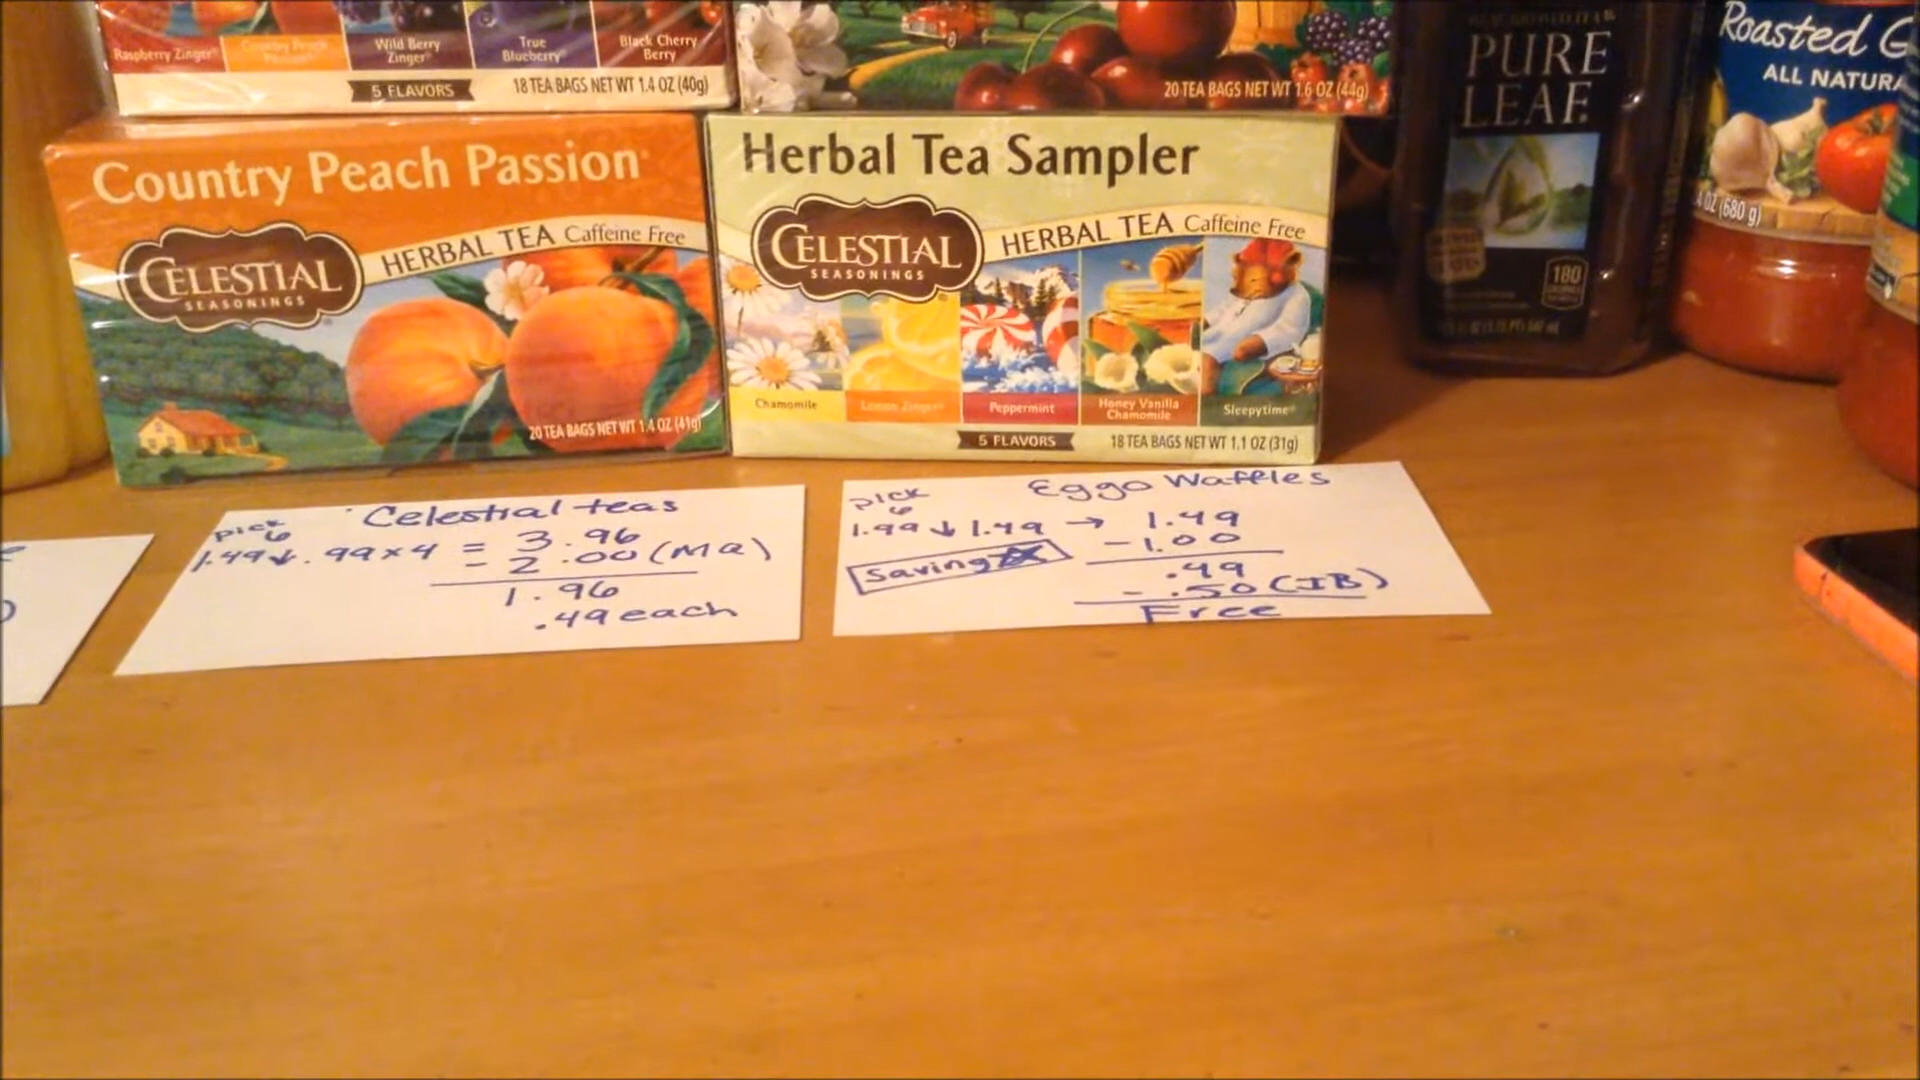 Raspberry Zinger®
Country Peach Passion®
Wild Berry
Zinger®
True
Blueberry®
Black Cherry
Berry
5 FLAVORS
18 TEA BAGS NET WT 1.4 OZ (40g)
20 TEA BAGS NET WT 1.6 OZ (44g)
PURE
LEAF.
180
Roasted G
ALL NATURA
OZ (680 g)
Country Peach Passion®
CELESTIAL
SEASONINGS
HERBAL TEA Caffeine Free
20 TEA BAGS NET WT 1.4 OZ (41g)
Herbal Tea Sampler
CELESTIAL
SEASONINGS
HERBAL TEA Caffeine Free
Chamomile
Lemon Zinger®
Peppermint
Honey Vanilla
Chamomile
Sleepytime®
5 FLAVORS
18 TEA BAGS NET WT 1.1 OZ (31g)
pick
6
Celestial teas
1.49↓ .99x4 = 3.96
- 2.00 (MQ)
1.96
.49 each
pick
6
Eggo Waffles
1.99 ↓ 1.49 → 1.49
- 1.00
Saving☆
.49
- .50 (IB)
Free